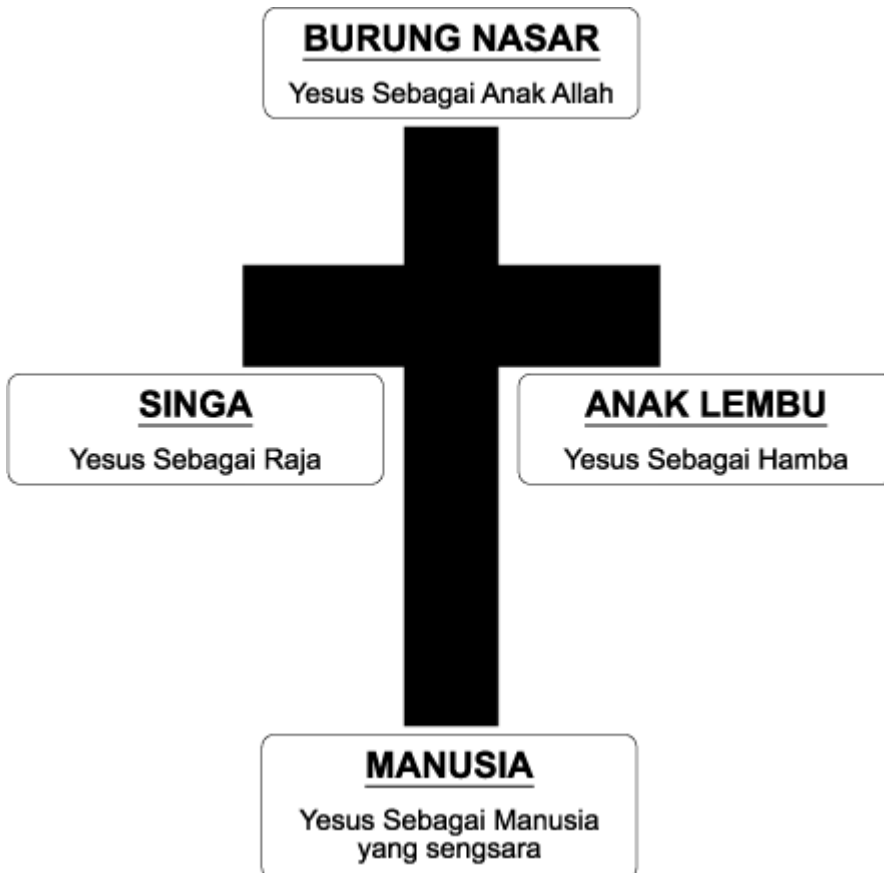 BURUNG NASAR
Yesus Sebagai Anak Allah
SINGA
Yesus Sebagai Raja
ANAK LEMBU
Yesus Sebagai Hamba
MANUSIA
Yesus Sebagai Manusia
yang sengsara